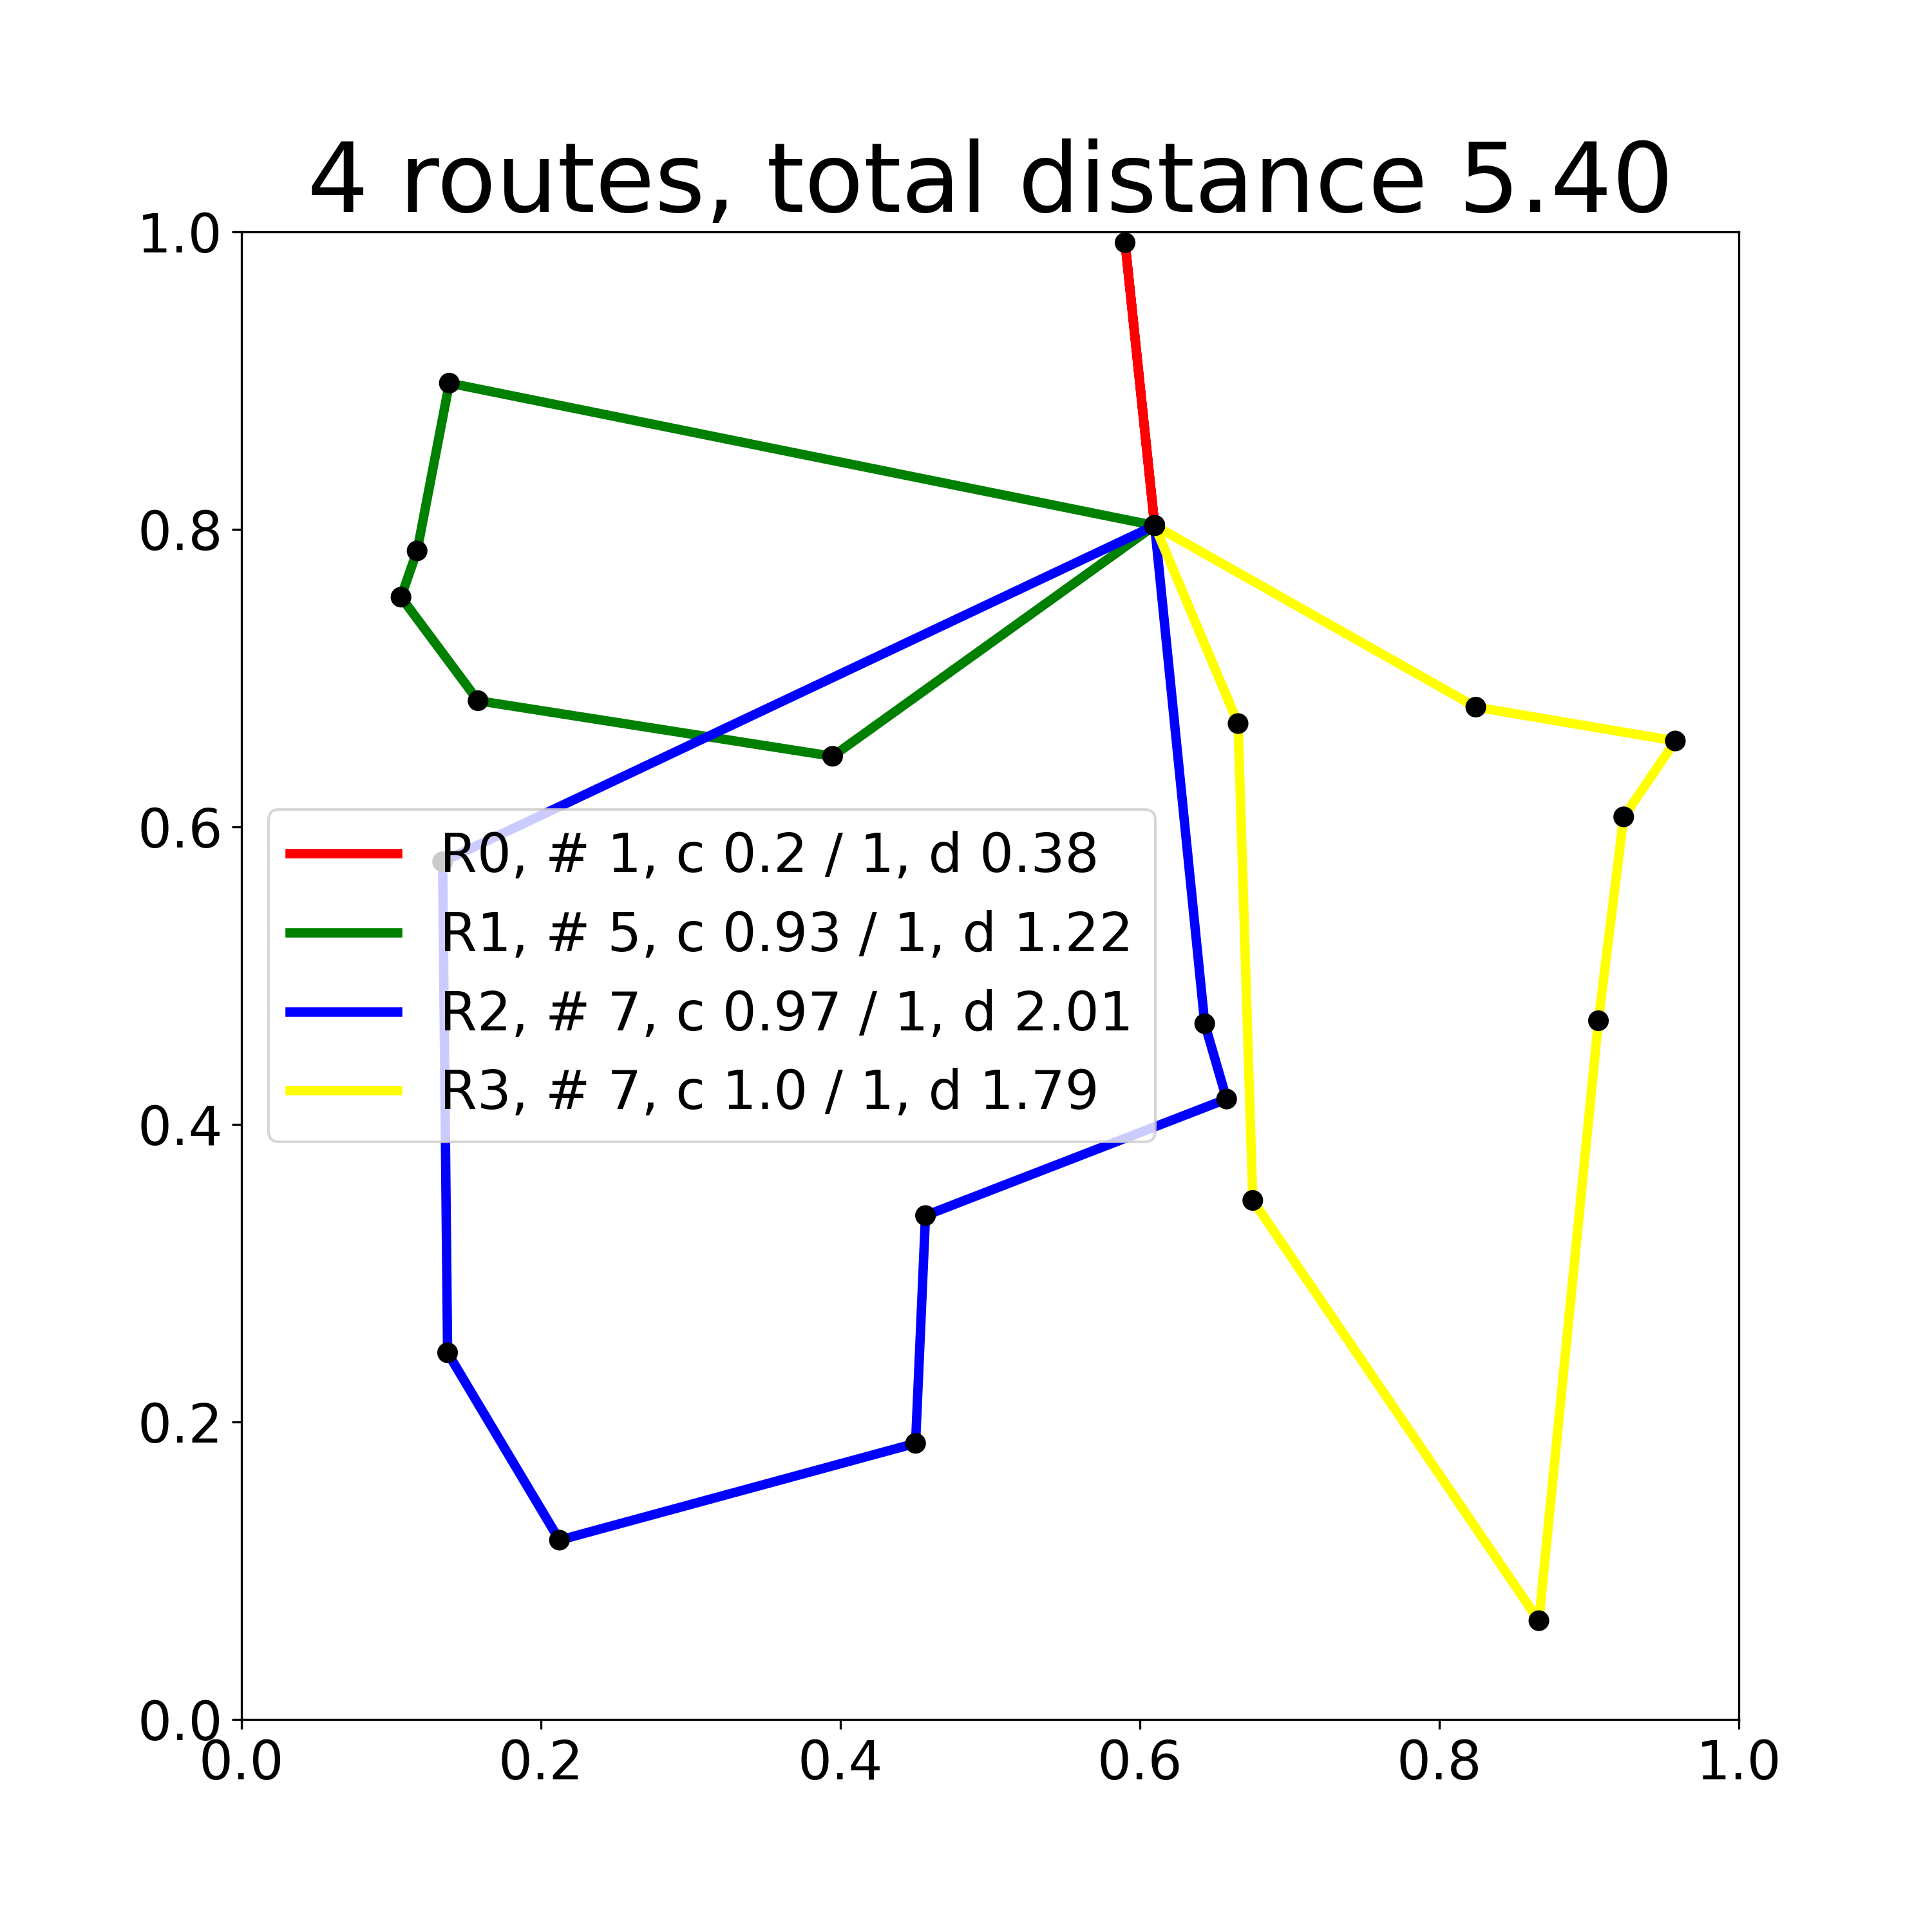 4 routes, total distance 5.40
1.0
0.8
0.6
0.4
0.2
0.0
R0, # 1, c 0.2 / 1, d 0.38
R1, # 5, c 0.93 / 1, d 1.22
R2, # 7, c 0.97 / 1, d 2.01
R3, # 7, c 1.0 / 1, d 1.79
0.0 0.2 0.4 0.6 0.8 1.0